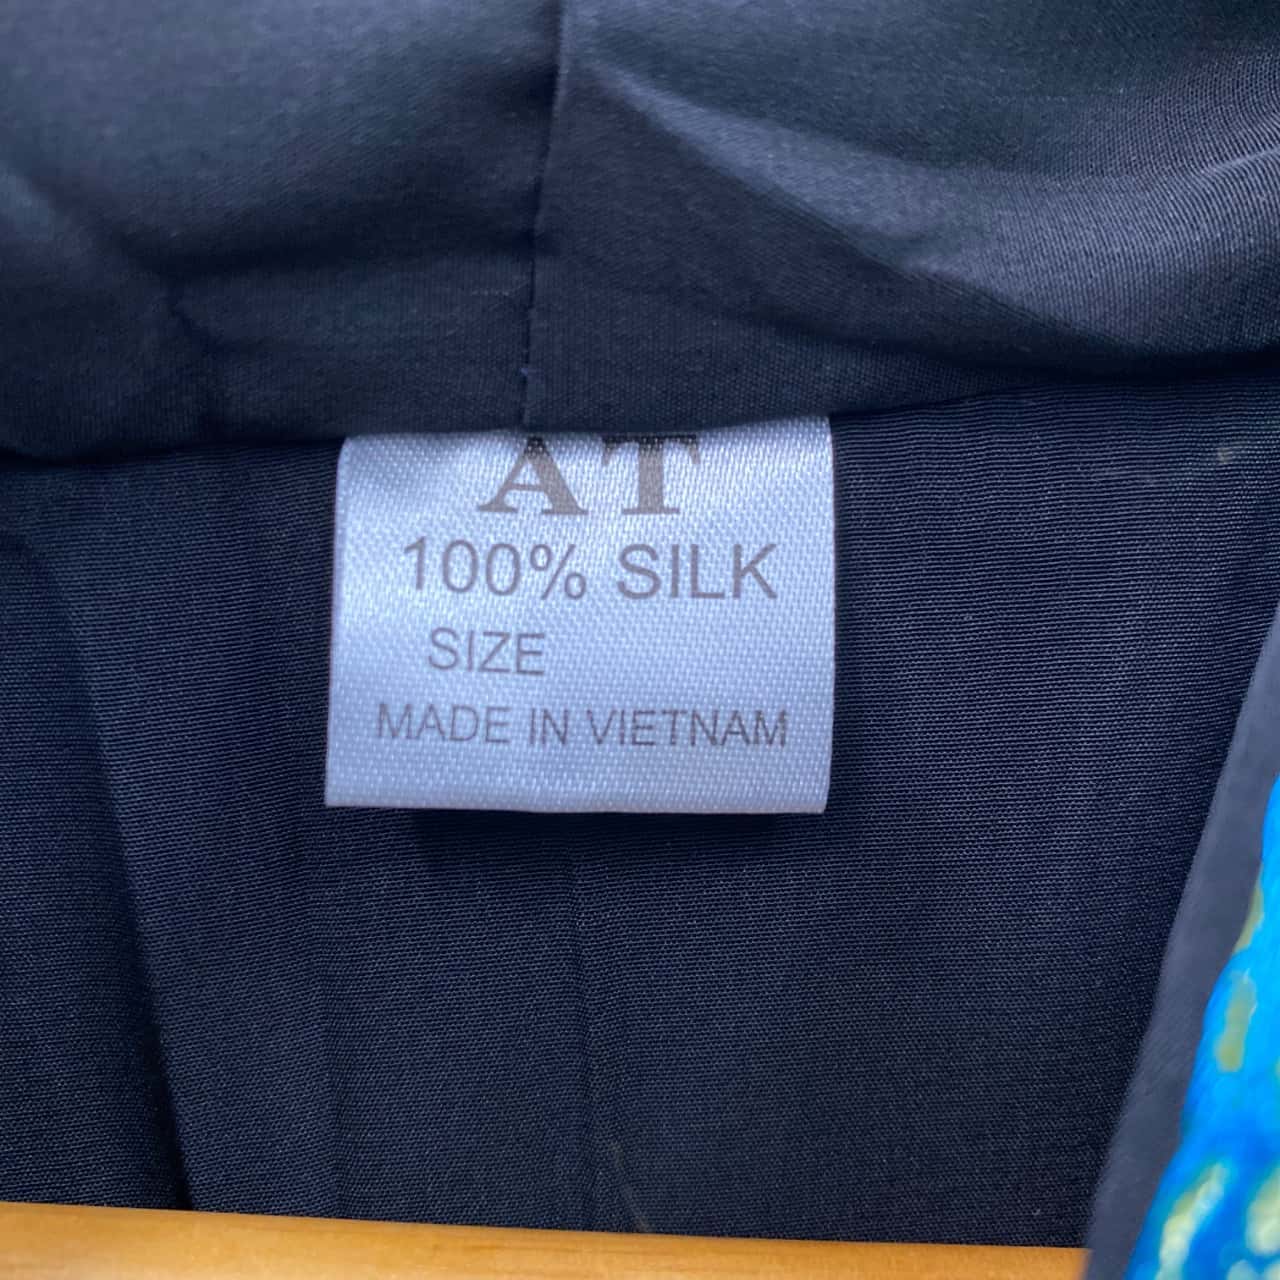 AT
100% SILK
SIZE
MADE IN VIETNAM